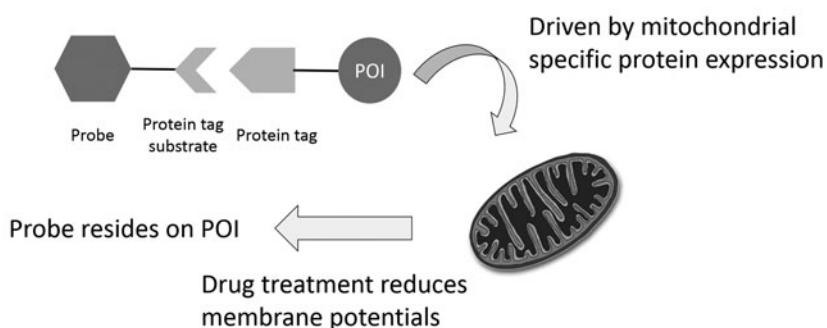 Driven by mitochondrial
specific protein expression
POI
Probe
Protein tag
substrate
Protein tag
Probe resides on POI
Drug treatment reduces
membrane potentials